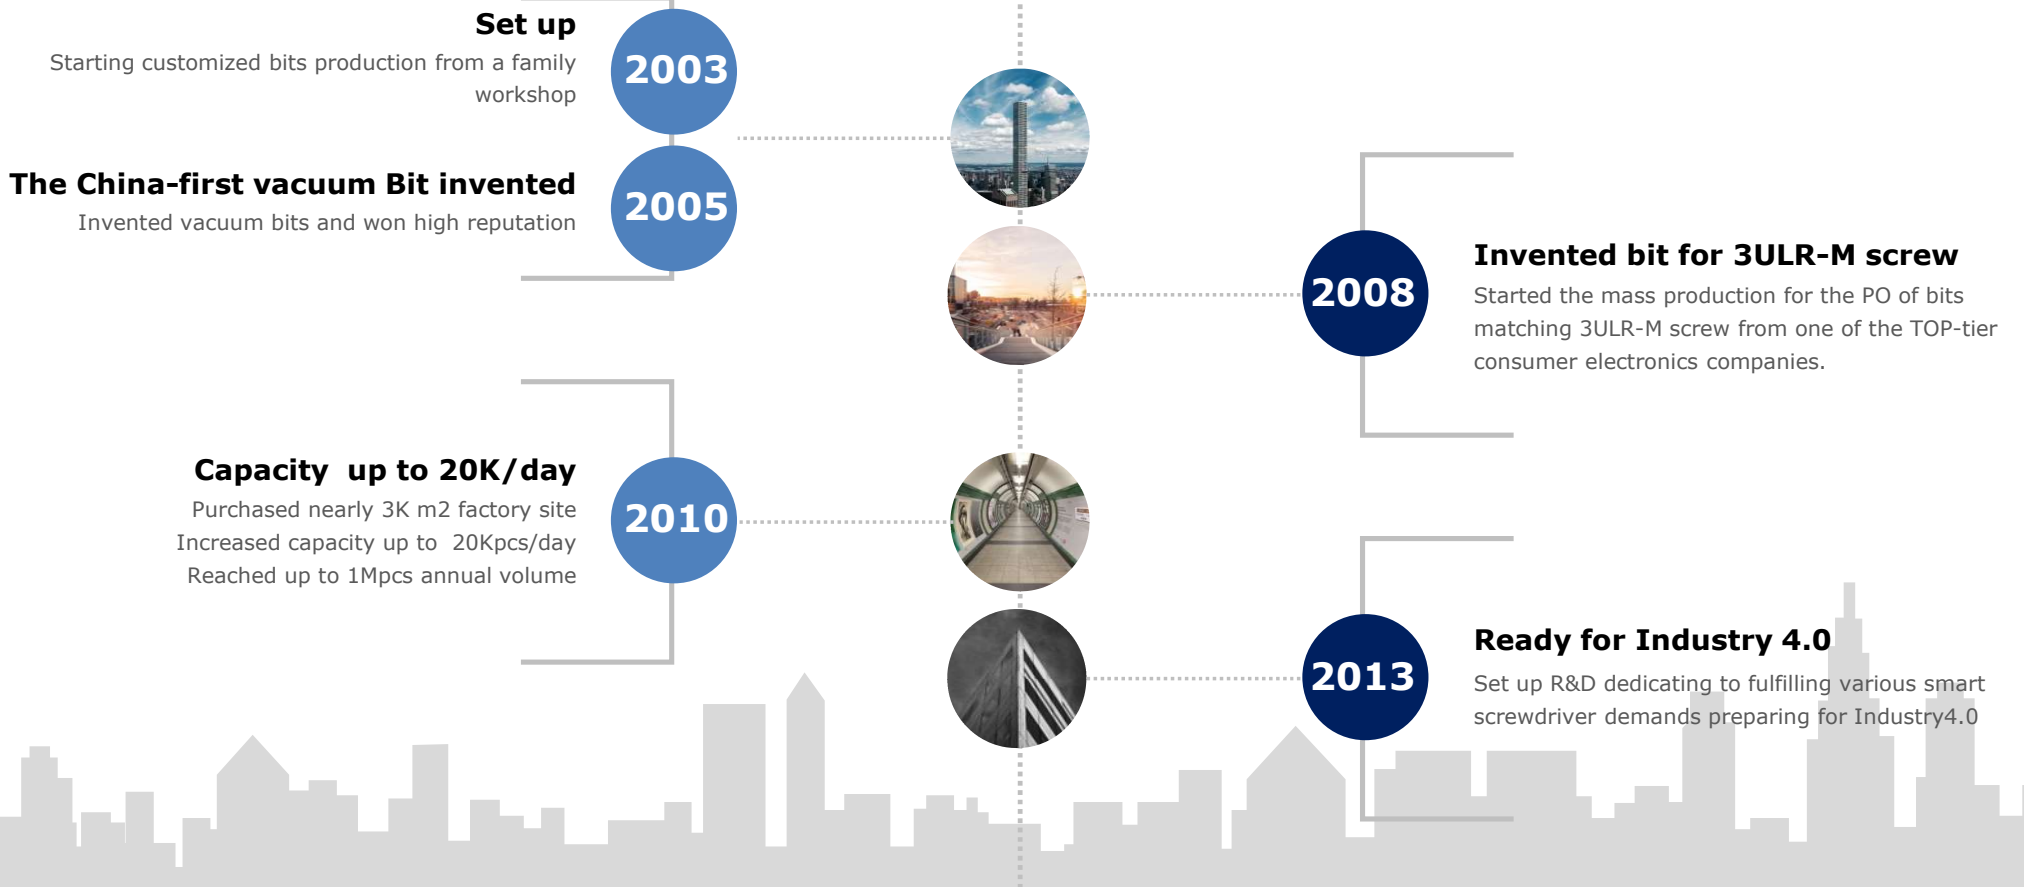 Set up
Starting customized bits production from a family
workshop
2003
The China-first vacuum Bit invented
Invented vacuum bits and won high reputation
2005
2008
Invented bit for 3ULR-M screw
Started the mass production for the PO of bits
matching 3ULR-M screw from one of the TOP-tier
consumer electronics companies.
Capacity  up to 20K/day
Purchased nearly 3K m2 factory site
Increased capacity up to  20Kpcs/day
Reached up to 1Mpcs annual volume
2010
2013
Ready for Industry 4.0
Set up R&D dedicating to fulfilling various smart
screwdriver demands preparing for Industry4.0